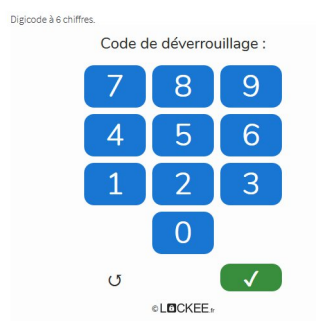 Digicode à 6 chiffres.
Code de déverrouillage :
7 8 9
4 5 6
1 2 3
0
© LOCKEE.fr